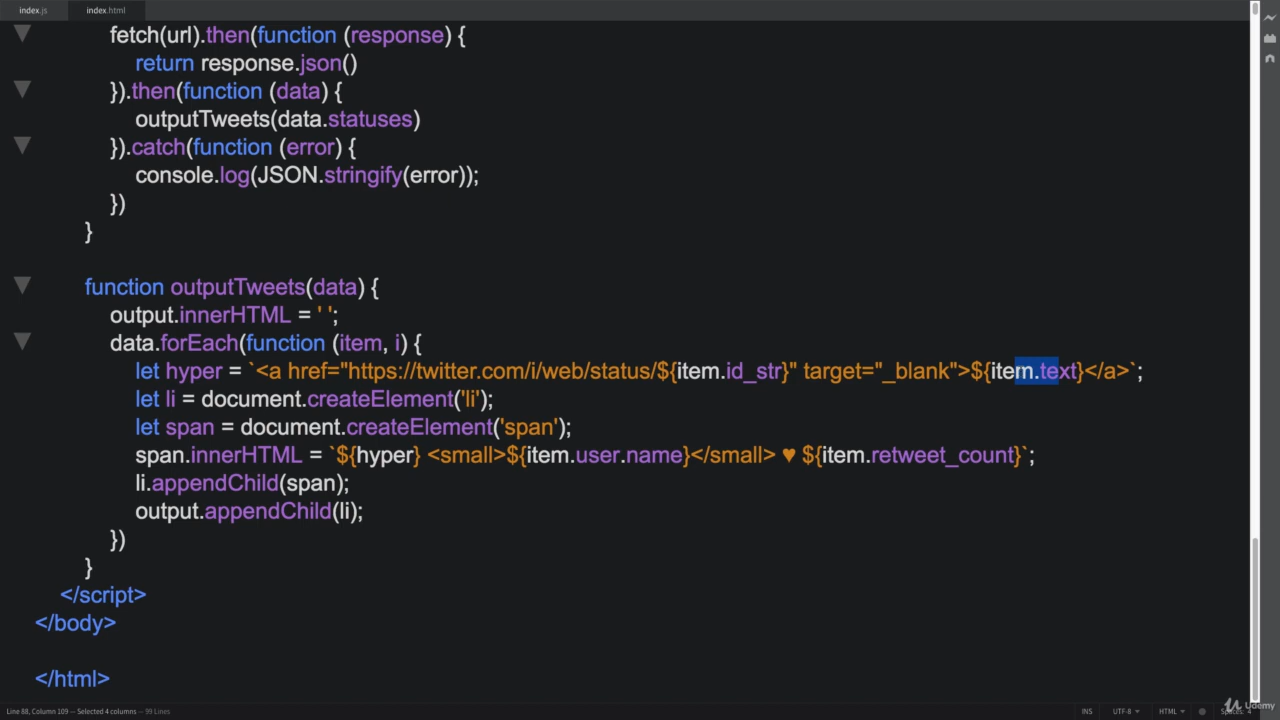 index.js index.html
fetch(url).then(function (response) {
return response.json()
}).then(function (data) {
outputTweets(data.statuses)
}).catch(function (error) {
console.log(JSON.stringify(error));
})
}
function outputTweets(data) {
output.innerHTML = ' ';
data.forEach(function (item, i) {
let hyper = `<a href="https://twitter.com/i/web/status/${item.id_str}" target="_blank">${item.text}</a>`;
let li = document.createElement('li');
let span = document.createElement('span');
span.innerHTML = `${hyper} <small>${item.user.name}</small> ♥ ${item.retweet_count}`;
li.appendChild(span);
output.appendChild(li);
})
}
</script>
</body>
</html>
Line 88, Column 109 — Selected 4 columns — 99 Lines INS UTF-8 HTML Spaces: 4
Udemy